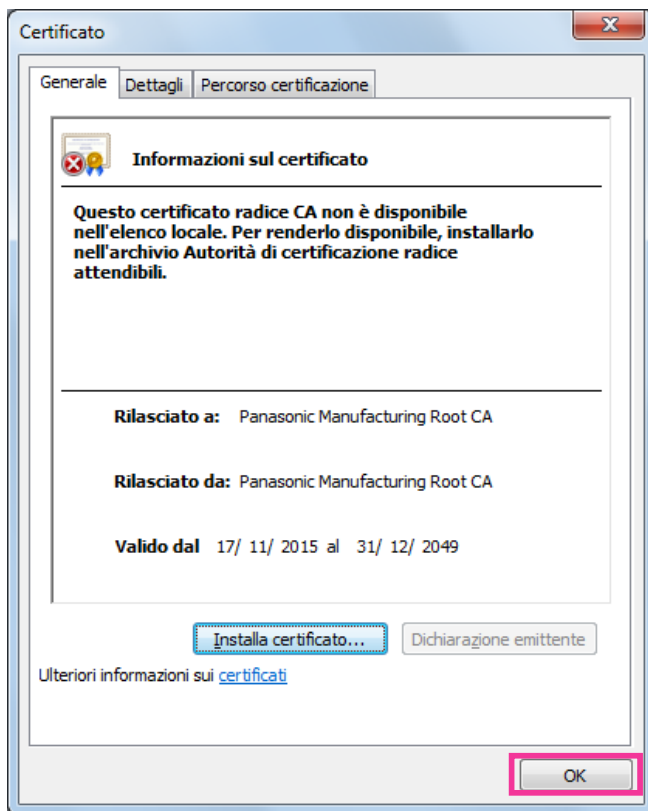 Certificato
Generale Dettagli Percorso certificazione
Informazioni sul certificato
Questo certificato radice CA non è disponibile
nell'elenco locale. Per renderlo disponibile, installarlo
nell'archivio Autorità di certificazione radice
attendibili.
Rilasciato a: Panasonic Manufacturing Root CA
Rilasciato da: Panasonic Manufacturing Root CA
Valido dal 17/ 11/ 2015 al 31/ 12/ 2049
Installa certificato... Dichiarazione emittente
Ulteriori informazioni sui certificati
OK